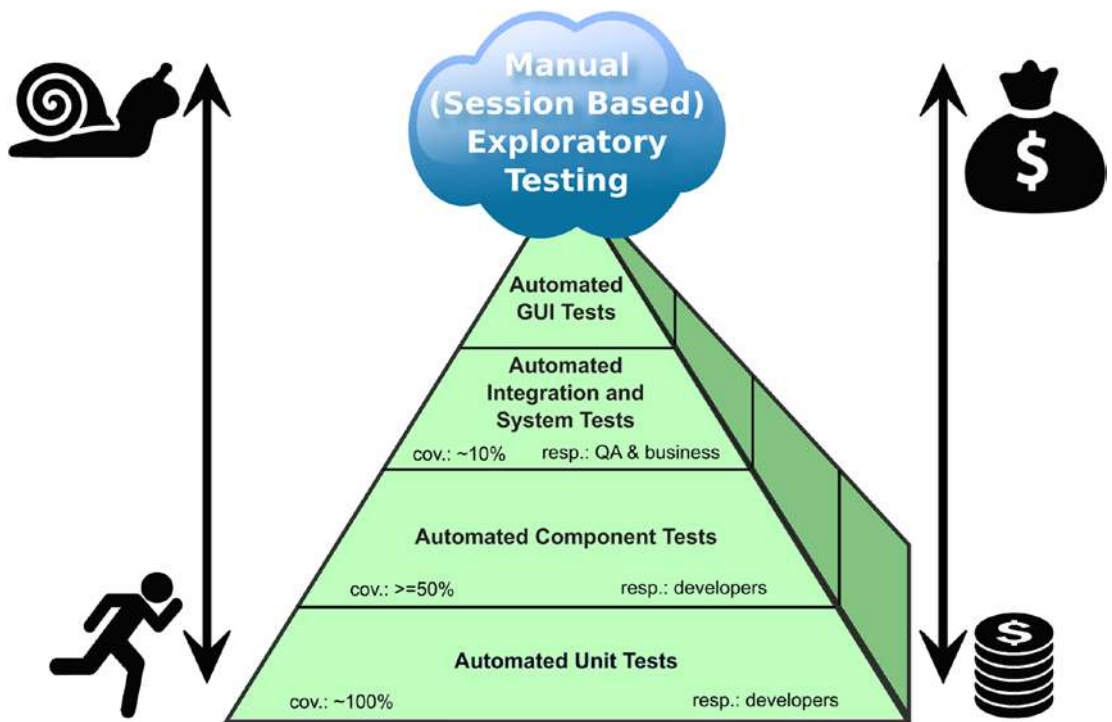 Manual
(Session Based)
Exploratory
Testing
$
Automated
GUI Tests
Automated
Integration and
System Tests
cov.: ~10% resp.: QA & business
Automated Component Tests
cov.: >=50% resp.: developers
$
Automated Unit Tests
cov.: ~100% resp.: developers